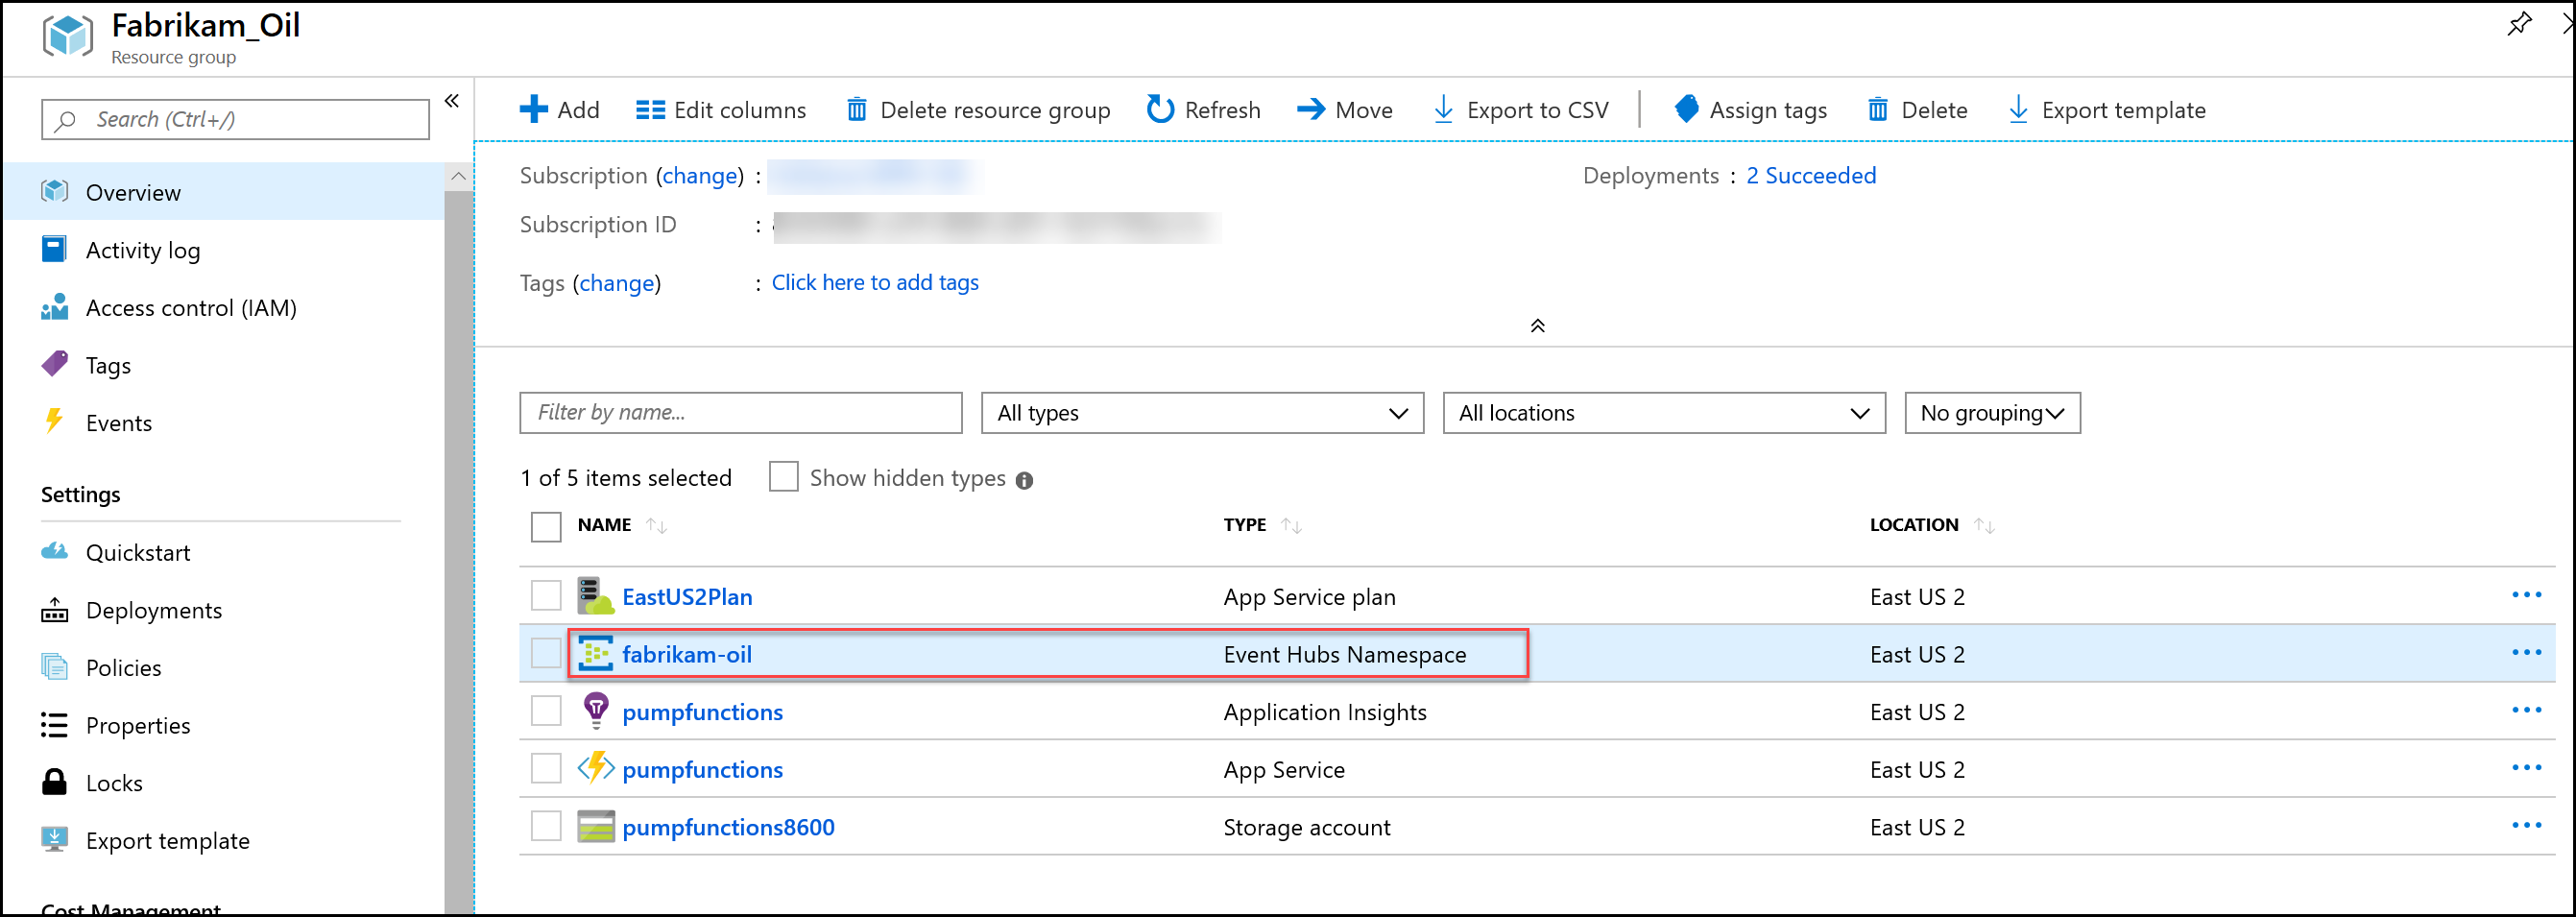 Fabrikam_Oil
Resource group
Search (Ctrl+/)
«
Add
Edit columns
Delete resource group
Refresh
Move
Export to CSV
Assign tags
Delete
Export template
Overview
Activity log
Access control (IAM)
Tags
Events
Settings
Quickstart
Deployments
Policies
Properties
Locks
Export template
Cost Management
Subscription (change) :
Deployments : 2 Succeeded
Subscription ID :
Tags (change) : Click here to add tags
Filter by name...
All types
All locations
No grouping
1 of 5 items selected
Show hidden types
NAME TYPE LOCATION
EastUS2Plan App Service plan East US 2
fabrikam-oil Event Hubs Namespace East US 2
pumpfunctions Application Insights East US 2
pumpfunctions App Service East US 2
pumpfunctions8600 Storage account East US 2